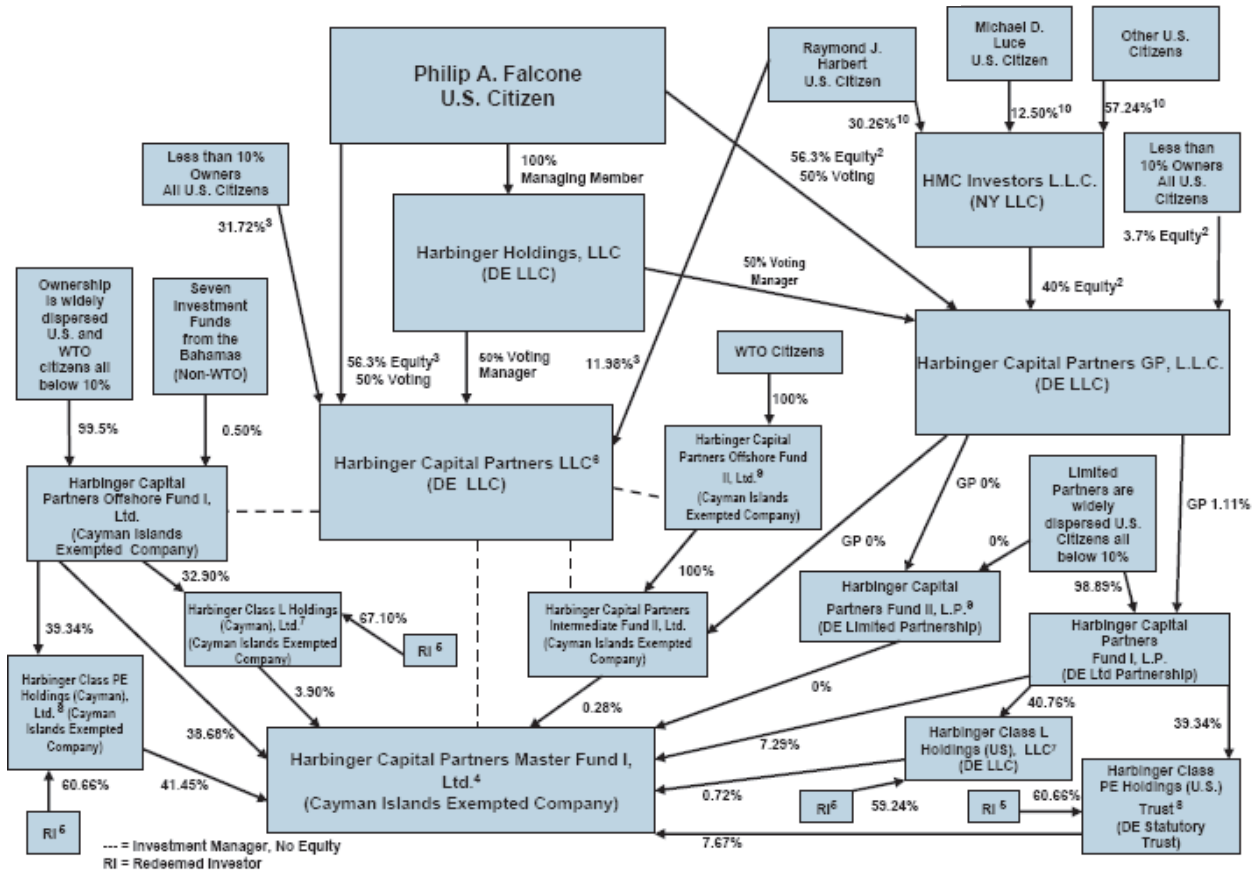 Philip A. Falcone
U.S. Citizen
Raymond J.
Harbert
U.S. Citizen
Michael D.
Luce
U.S. Citizen
Other U.S.
Citizens
30.26%¹⁰
12.50%¹⁰
57.24%¹⁰
Less than 10%
Owners
All U.S. Citizens
31.72%³
100%
Managing Member
56.3% Equity²
50% Voting
HMC Investors L.L.C.
(NY LLC)
Less than
10% Owners
All U.S.
Citizens
3.7% Equity²
Harbinger Holdings, LLC
(DE LLC)
50% Voting
Manager
40% Equity²
Ownership
is widely
dispersed
U.S. and
WTO
citizens all
below 10%
Seven
Investment
Funds
from the
Bahamas
(Non-WTO)
56.3% Equity³
50% Voting
50% Voting
Manager
11.98%³
WTO Citizens
100%
Harbinger Capital Partners GP, L.L.C.
(DE LLC)
99.5%
0.50%
Harbinger Capital Partners LLC⁶
(DE LLC)
Harbinger Capital
Partners Offshore Fund
II, Ltd.⁹
(Cayman Islands
Exempted Company)
Harbinger Capital
Partners Offshore Fund I,
Ltd.
(Cayman Islands
Exempted Company)
GP 0%
GP 0%
GP 1.11%
Limited
Partners are
widely
dispersed U.S.
Citizens all
below 10%
0%
98.89%
32.90%
100%
39.34%
Harbinger Class L Holdings
(Cayman), Ltd.⁷
(Cayman Islands Exempted
Company)
67.10%
RI⁵
Harbinger Capital Partners
Intermediate Fund II, Ltd.
(Cayman Islands Exempted
Company)
Harbinger Capital
Partners Fund II, L.P.⁹
(DE Limited Partnership)
Harbinger Capital
Partners
Fund I, L.P.
(DE Ltd Partnership)
Harbinger Class PE
Holdings (Cayman),
Ltd.⁸ (Cayman
Islands Exempted
Company)
3.90%
0.28%
0%
40.76%
39.34%
38.68%
41.45%
60.66%
RI⁵
Harbinger Capital Partners Master Fund I,
Ltd.⁴
(Cayman Islands Exempted Company)
7.29%
0.72%
7.67%
Harbinger Class L
Holdings (US), LLC⁷
(DE LLC)
RI⁵
59.24%
RI⁵
60.66%
Harbinger Class
PE Holdings (U.S.)
Trust⁸
(DE Statutory
Trust)
--- = Investment Manager, No Equity
RI = Redeemed Investor